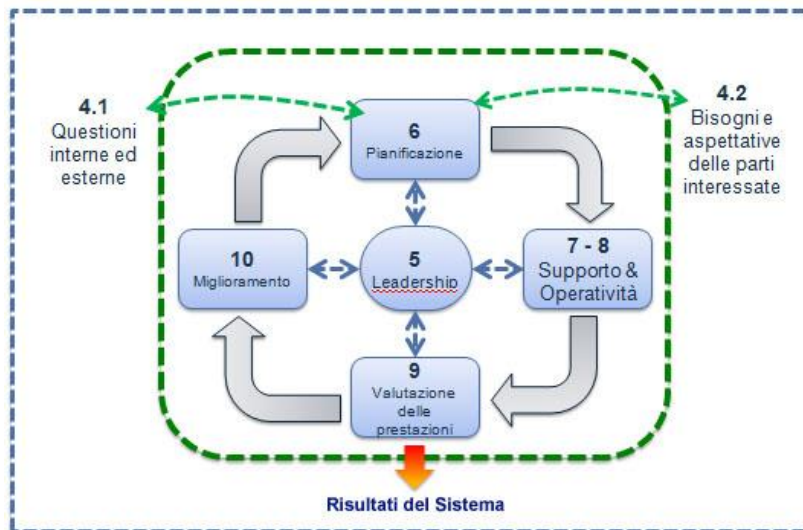 4.1
Questioni
interne ed
esterne
4.2
Bisogni e
aspettative
delle parti
interessate
6
Pianificazione
10
Miglioramento
5
Leadership
7 - 8
Supporto &
Operatività
9
Valutazione
delle
prestazioni
Risultati del Sistema